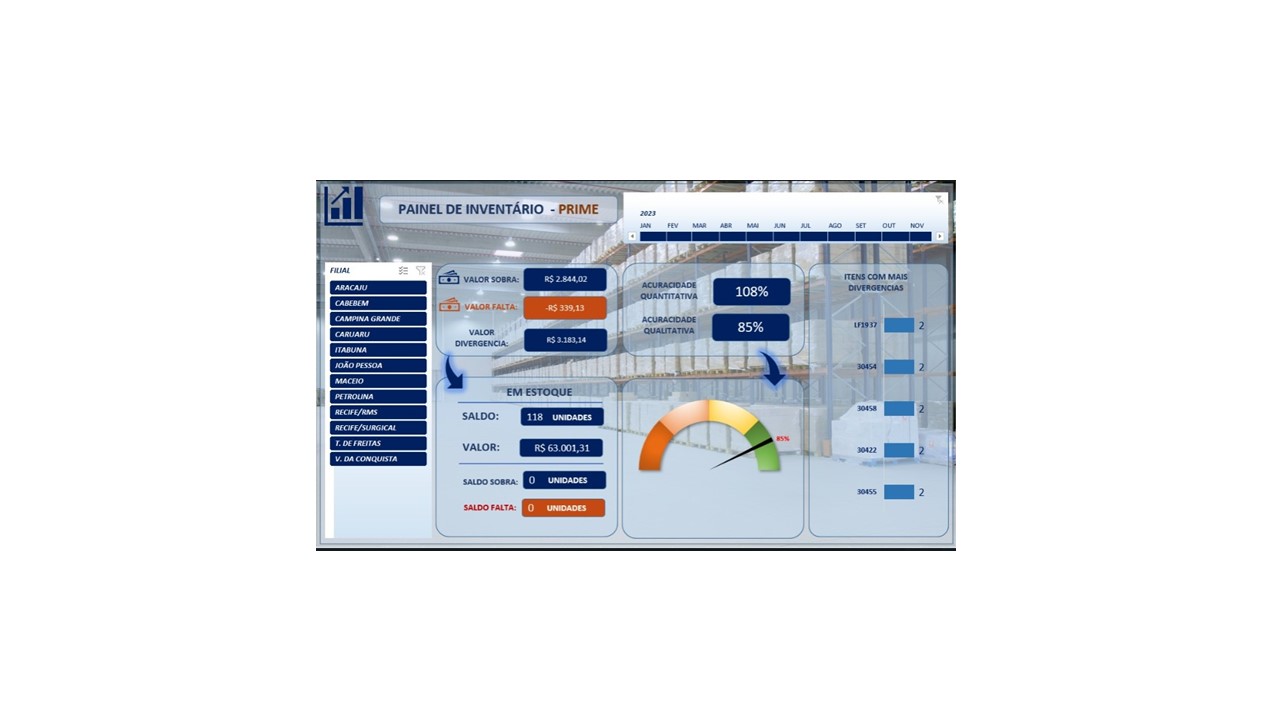 PAINEL DE INVENTÁRIO - PRIME
2023
JAN FEV MAR ABR MAI JUN JUL AGO SET OUT NOV
FILIAL
ARACAJU
CABEBEM
CAMPINA GRANDE
CARUARU
ITABUNA
JOÃO PESSOA
MACEIO
PETROLINA
RECIFE/RMS
RECIFE/SURGICAL
T. DE FREITAS
V. DA CONQUISTA
VALOR SOBRA: R$ 2.844,02
VALOR FALTA: -R$ 339,13
VALOR
DIVERGENCIA: R$ 3.183,14
EM ESTOQUE
SALDO: 118 UNIDADES
VALOR: R$ 63.001,31
SALDO SOBRA: 0 UNIDADES
SALDO FALTA: 0 UNIDADES
ACURACIDADE
QUANTITATIVA 108%
ACURACIDADE
QUALITATIVA 85%
85%
ITENS COM MAIS
DIVERGENCIAS
LF1937 2
30454 2
30458 2
30422 2
30455 2